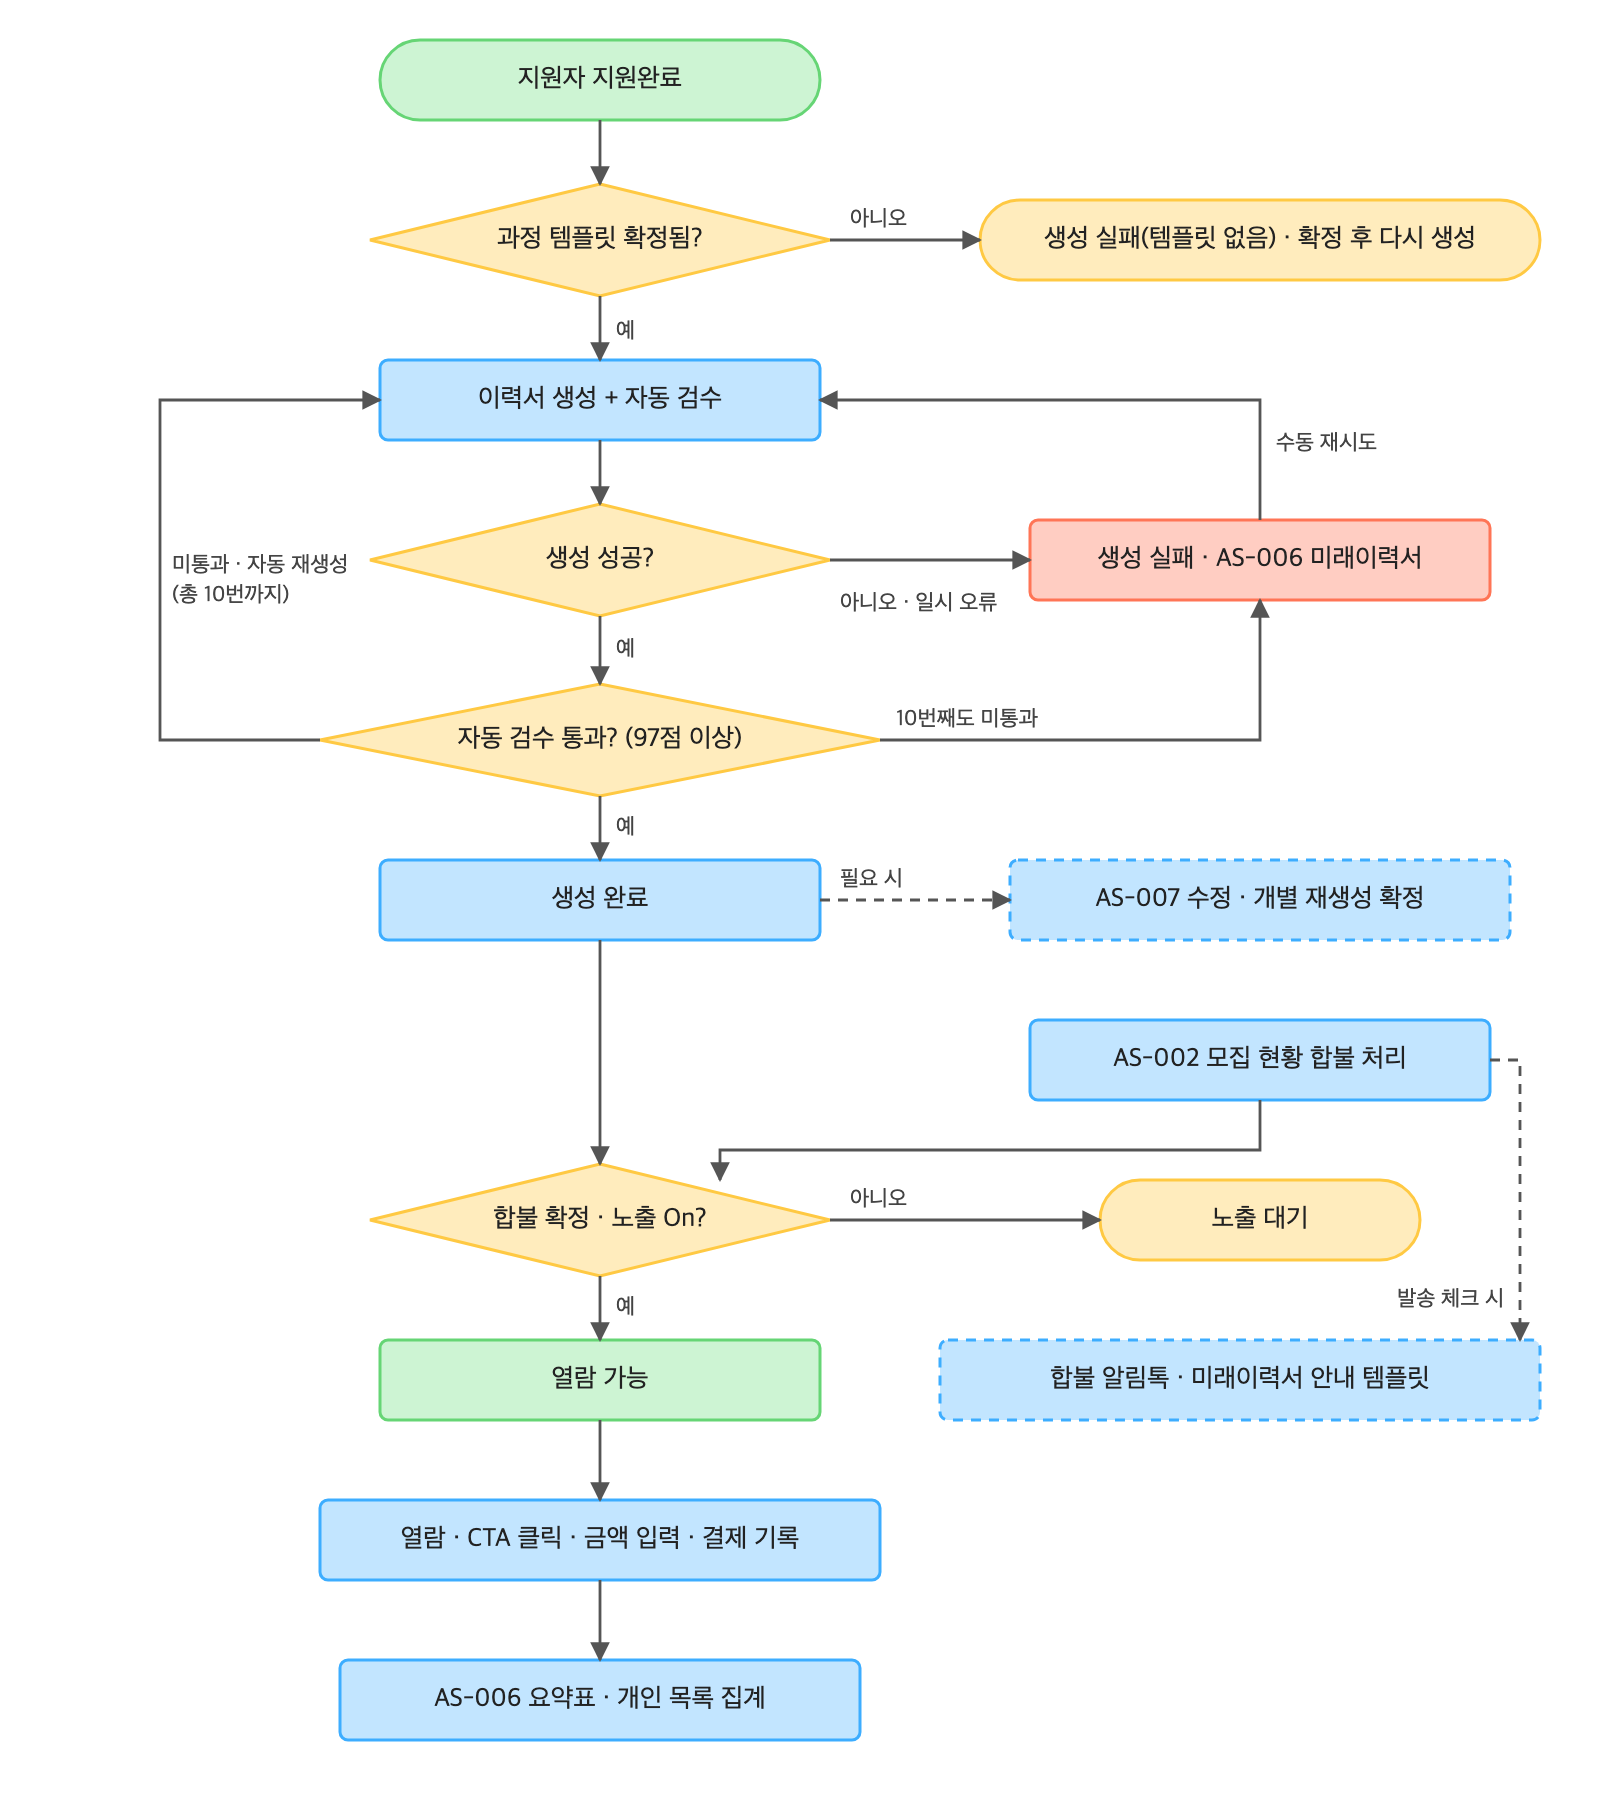 지원자 지원완료
과정 템플릿 확정됨?
아니오
생성 실패(템플릿 없음) · 확정 후 다시 생성
예
이력서 생성 + 자동 검수
수동 재시도
생성 성공?
아니오 · 일시 오류
생성 실패 · AS-006 미래이력서
미통과 · 자동 재생성
(총 10번까지)
예
자동 검수 통과? (97점 이상)
10번째도 미통과
예
생성 완료
필요 시
AS-007 수정 · 개별 재생성 확정
AS-002 모집 현황 합불 처리
합불 확정 · 노출 On?
아니오
노출 대기
발송 체크 시
예
열람 가능
합불 알림톡 · 미래이력서 안내 템플릿
열람 · CTA 클릭 · 금액 입력 · 결제 기록
AS-006 요약표 · 개인 목록 집계